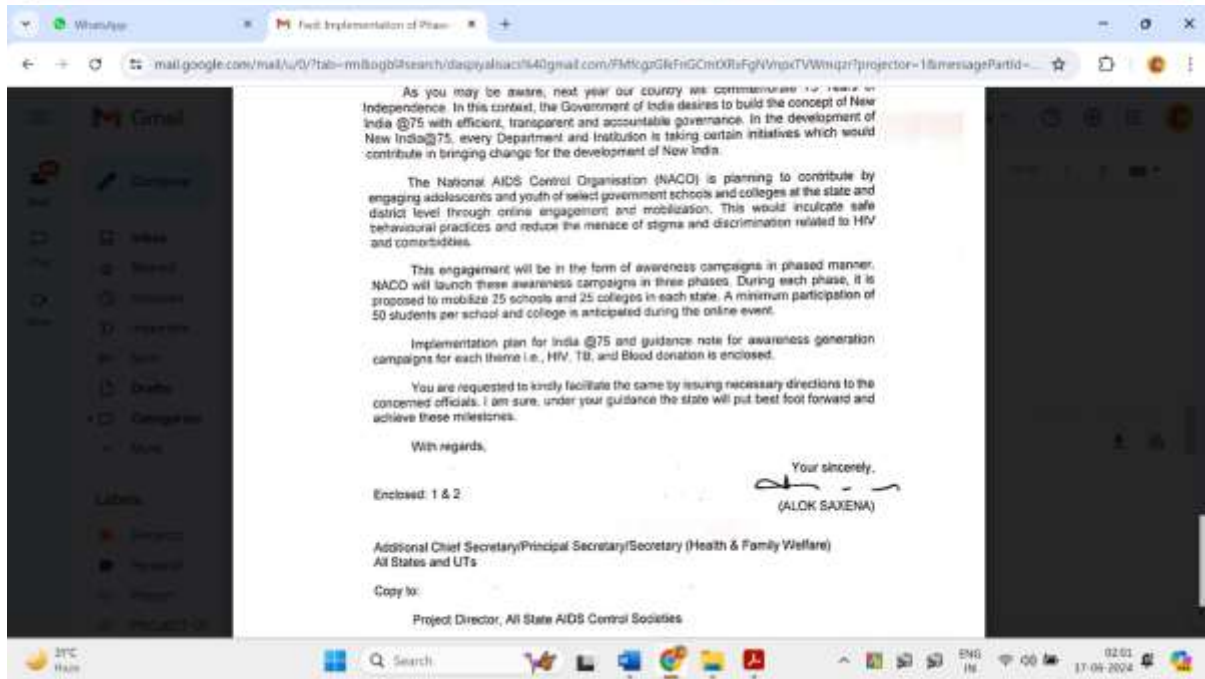 WhatsApp
Fwd: Implementation of Phase
As you may be aware, next year our country will commemorate 75 Years of
Independence. In this context, the Government of India desires to build the concept of New
India @75 with efficient, transparent and accountable governance. In the development of
New India@75, every Department and Institution is taking certain initiatives which would
contribute in bringing change for the development of New India.
The National AIDS Control Organisation (NACO) is planning to contribute by
engaging adolescents and youth of select government schools and colleges at the state and
district level through online engagement and mobilization. This would inculcate safe
behavioural practices and reduce the menace of stigma and discrimination related to HIV
and comorbidities.
This engagement will be in the form of awareness campaigns in phased manner.
NACO will launch these awareness campaigns in three phases. During each phase, it is
proposed to mobilize 25 schools and 25 colleges in each state. A minimum participation of
50 students per school and college is anticipated during the online event.
Implementation plan for India @75 and guidance note for awareness generation
campaigns for each theme i.e., HIV, TB, and Blood donation is enclosed.
You are requested to kindly facilitate the same by issuing necessary directions to the
concerned officials. I am sure, under your guidance the state will put best foot forward and
achieve these milestones.
With regards,
Your sincerely,
Enclosed: 1 & 2
(ALOK SAXENA)
Additional Chief Secretary/Principal Secretary/Secretary (Health & Family Welfare)
All States and UTs
Copy to:
Project Director, All State AIDS Control Societies
Gmail
Compose
Inbox
Drafts
Categories
More
Labels
31°C
Haze
Search
ENG
IN
02:01
17-06-2024